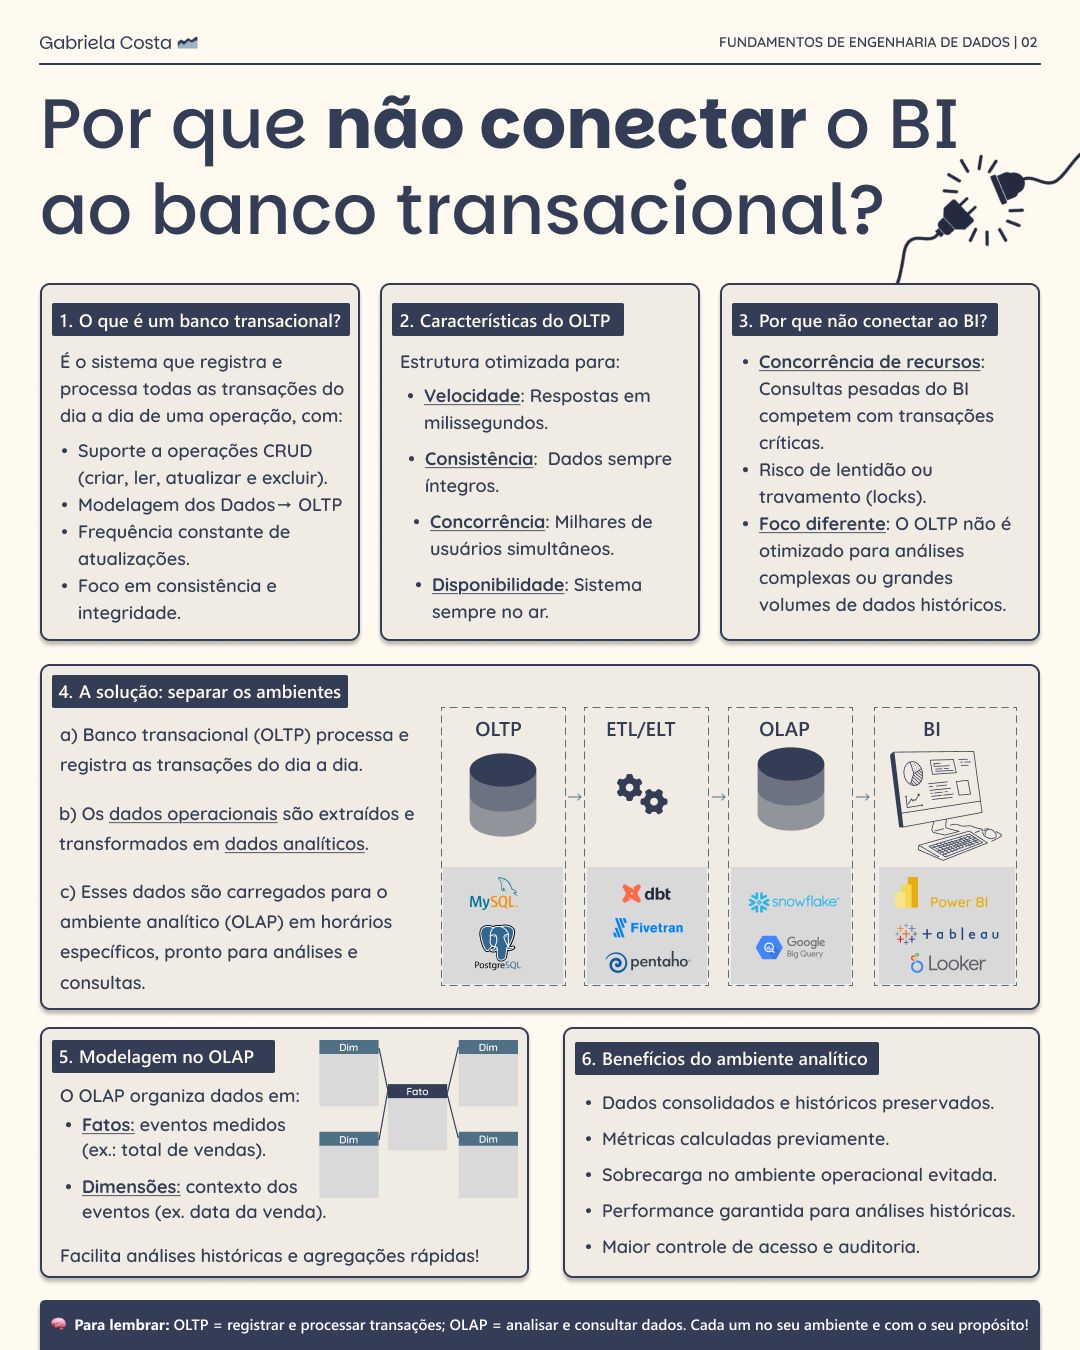 Gabriela Costa
FUNDAMENTOS DE ENGENHARIA DE DADOS | 02
Por que não conectar o BI
ao banco transacional?
1. O que é um banco transacional?
É o sistema que registra e
processa todas as transações do
dia a dia de uma operação, com:
• Suporte a operações CRUD
(criar, ler, atualizar e excluir).
• Modelagem dos Dados→ OLTP
• Frequência constante de
atualizações.
• Foco em consistência e
integridade.
2. Características do OLTP
Estrutura otimizada para:
• Velocidade: Respostas em
milissegundos.
• Consistência: Dados sempre
íntegros.
• Concorrência: Milhares de
usuários simultâneos.
• Disponibilidade: Sistema
sempre no ar.
3. Por que não conectar ao BI?
• Concorrência de recursos:
Consultas pesadas do BI
competem com transações
críticas.
• Risco de lentidão ou
travamento (locks).
• Foco diferente: O OLTP não é
otimizado para análises
complexas ou grandes
volumes de dados históricos.
4. A solução: separar os ambientes
a) Banco transacional (OLTP) processa e
registra as transações do dia a dia.
b) Os dados operacionais são extraídos e
transformados em dados analíticos.
c) Esses dados são carregados para o
ambiente analítico (OLAP) em horários
específicos, pronto para análises e
consultas.
OLTP
MySQL
PostgreSQL
→
ETL/ELT
dbt
Fivetran
pentaho
→
OLAP
snowflake
Google
Big Query
→
BI
Power BI
+ableau
Looker
5. Modelagem no OLAP
O OLAP organiza dados em:
• Fatos: eventos medidos
(ex.: total de vendas).
• Dimensões: contexto dos
eventos (ex. data da venda).
Facilita análises históricas e agregações rápidas!
Dim
Dim
Fato
Dim
Dim
6. Benefícios do ambiente analítico
• Dados consolidados e históricos preservados.
• Métricas calculadas previamente.
• Sobrecarga no ambiente operacional evitada.
• Performance garantida para análises históricas.
• Maior controle de acesso e auditoria.
🧠 Para lembrar: OLTP = registrar e processar transações; OLAP = analisar e consultar dados. Cada um no seu ambiente e com o seu propósito!